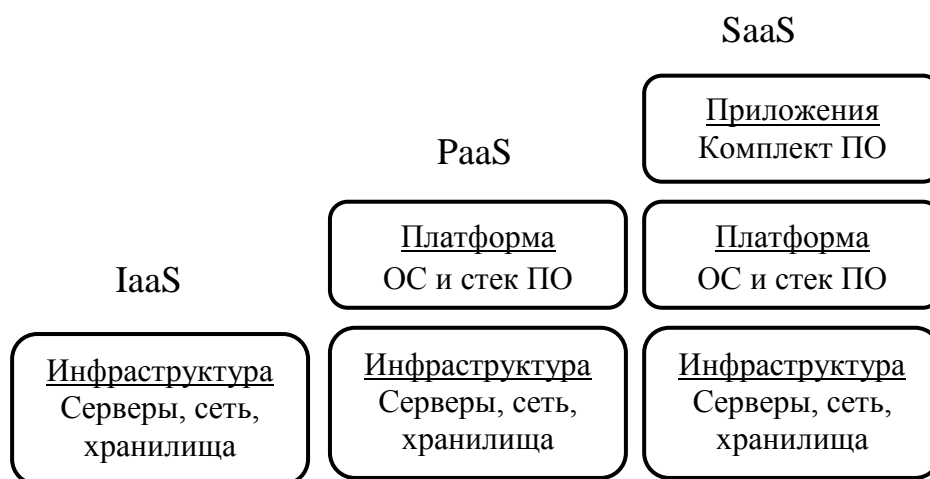 SaaS
Приложения
Комплект ПО
PaaS
Платформа
ОС и стек ПО
Платформа
ОС и стек ПО
IaaS
Инфраструктура
Серверы, сеть,
хранилища
Инфраструктура
Серверы, сеть,
хранилища
Инфраструктура
Серверы, сеть,
хранилища